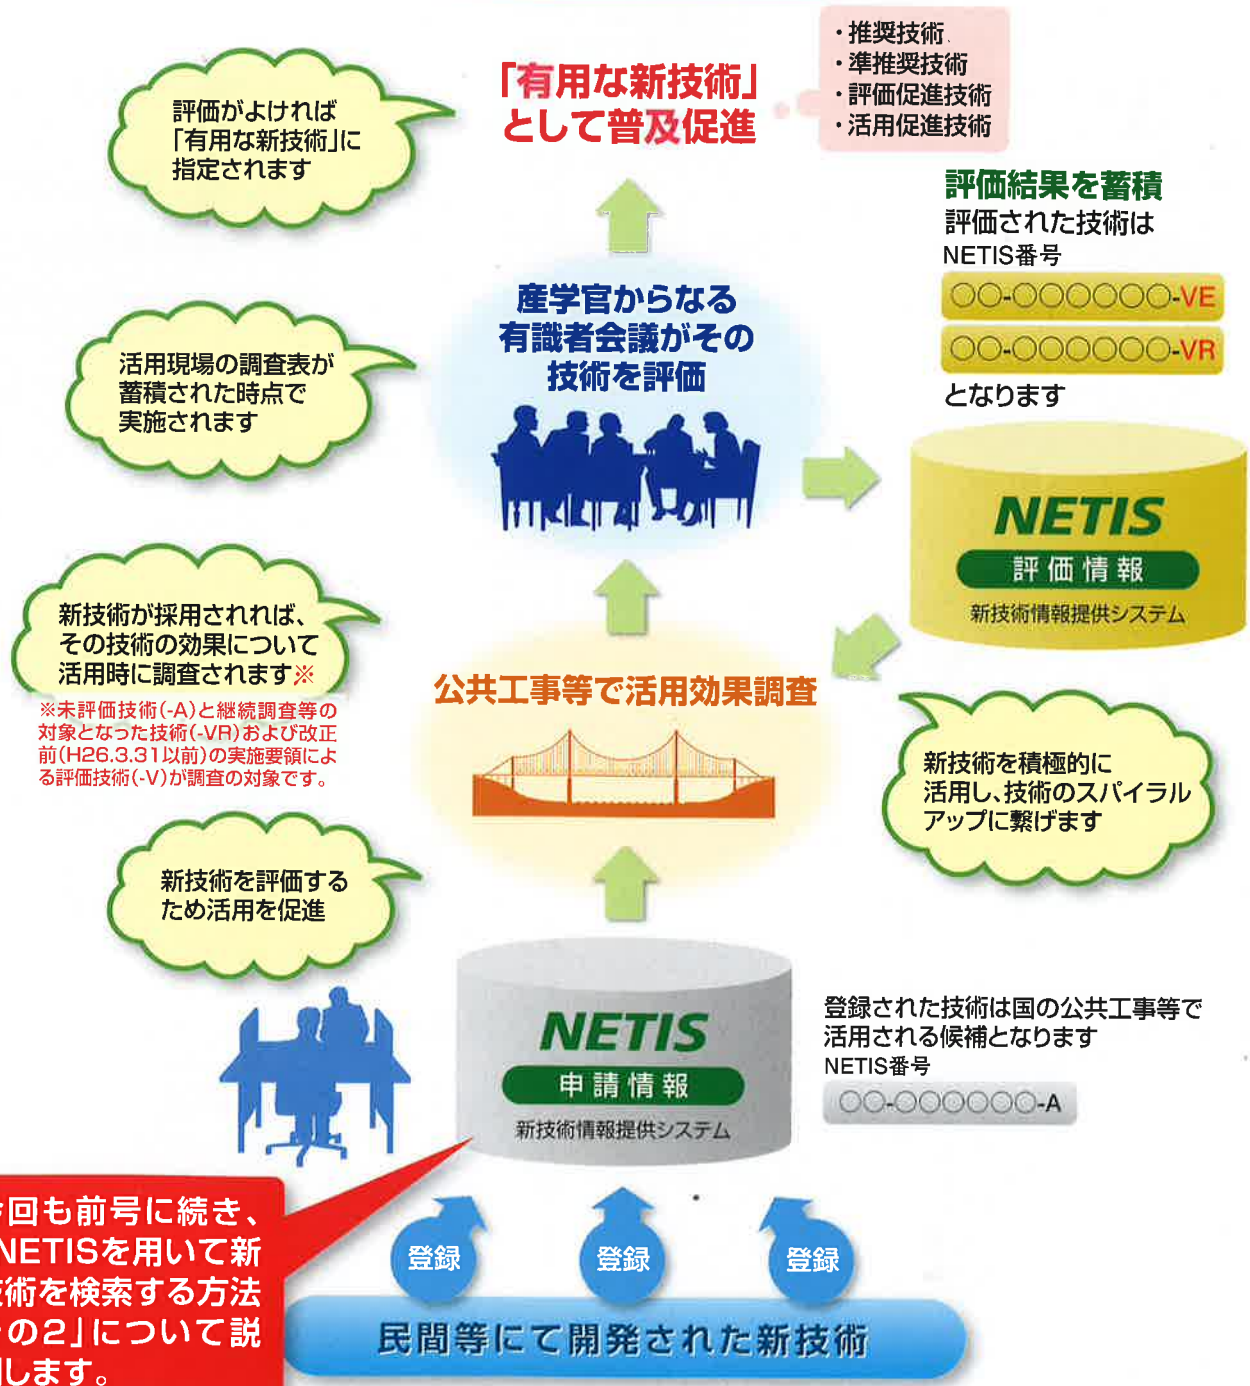 ・推奨技術
・準推奨技術
・評価促進技術
・活用促進技術
「有用な新技術」
として普及促進
評価がよければ
「有用な新技術」に
指定されます
評価結果を蓄積
評価された技術は
NETIS番号
○○-○○○○○○-VE
○○-○○○○○○-VR
となります
産学官からなる
有識者会議がその
技術を評価
活用現場の調査表が
蓄積された時点で
実施されます
NETIS
評価情報
新技術情報提供システム
新技術が採用されれば、
その技術の効果について
活用時に調査されます※
※未評価技術(-A)と継続調査等の
対象となった技術(-VR)および改正
前(H26.3.31以前)の実施要領によ
る評価技術(-V)が調査の対象です。
公共工事等で活用効果調査
新技術を積極的に
活用し、技術のスパイラル
アップに繋げます
新技術を評価する
ため活用を促進
NETIS
申請情報
新技術情報提供システム
登録された技術は国の公共工事等で
活用される候補となります
NETIS番号
○○-○○○○○○-A
回も前号に続き、
NETISを用いて新
術を検索する方法
の2」について説
します。
登録
登録
登録
民間等にて開発された新技術